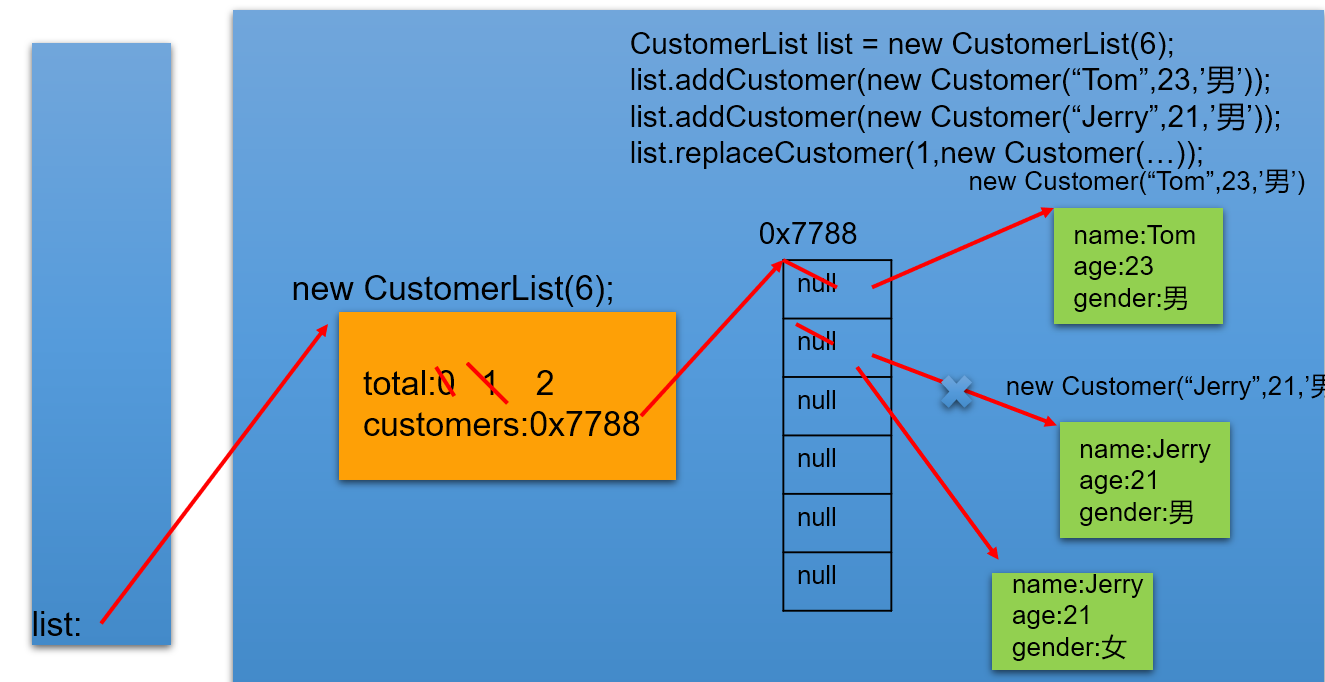 CustomerList list = new CustomerList(6);
list.addCustomer(new Customer(“Tom”,23,’男’));
list.addCustomer(new Customer(“Jerry”,21,’男’));
list.replaceCustomer(1,new Customer(…));
new Customer(“Tom”,23,’男’)
0x7788
name:Tom
age:23
gender:男
new CustomerList(6);
null
null
null
null
null
null
total:0 1 2
customers:0x7788
new Customer(“Jerry”,21,’男
name:Jerry
age:21
gender:男
name:Jerry
age:21
gender:女
list: